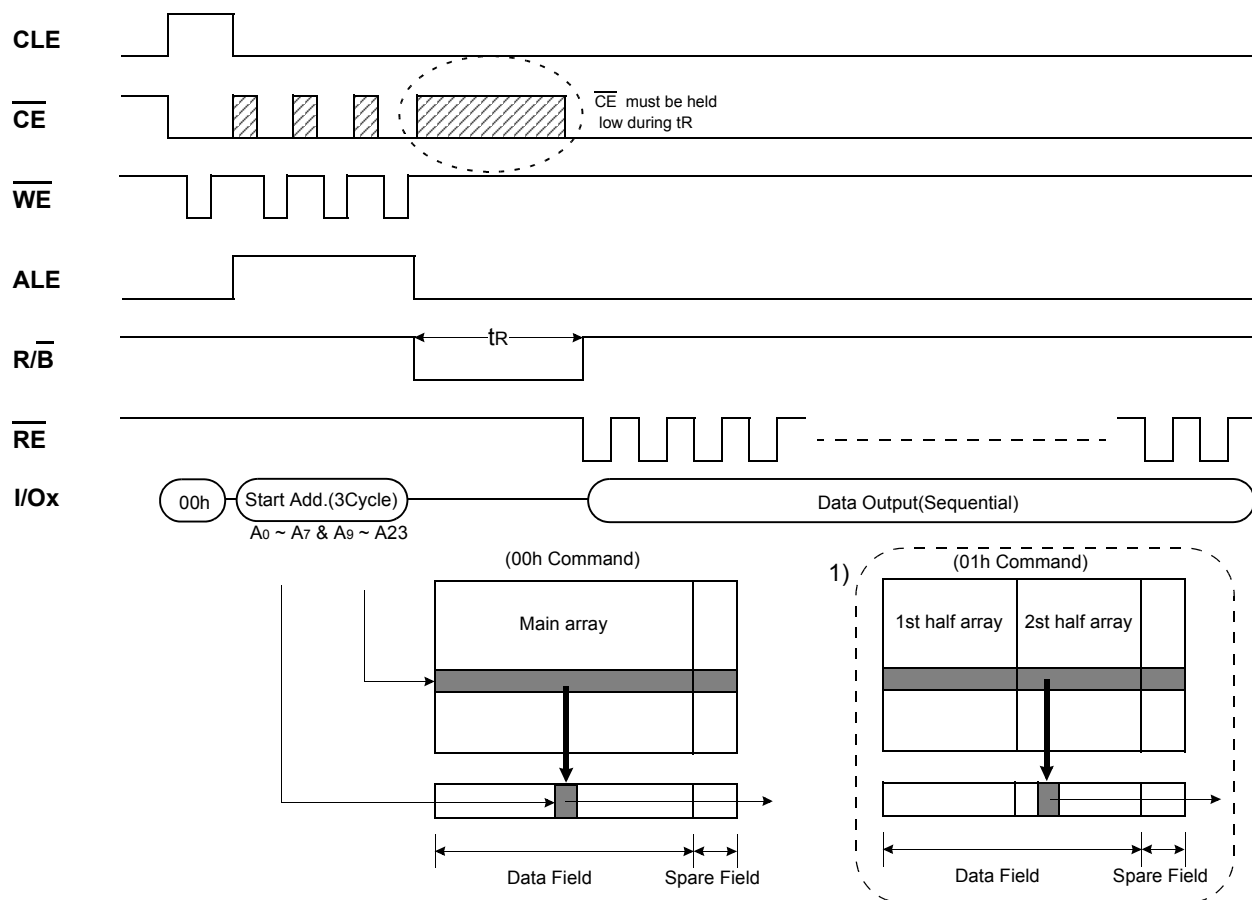 CLE
CE
CE must be held
low during tR
WE
ALE
R/B
tR
RE
I/Ox
00h
Start Add.(3Cycle)
Data Output(Sequential)
A0 ~ A7 & A9 ~ A23
(00h Command)
Main array
Data Field
Spare Field
1)
(01h Command)
1st half array
2st half array
Data Field
Spare Field